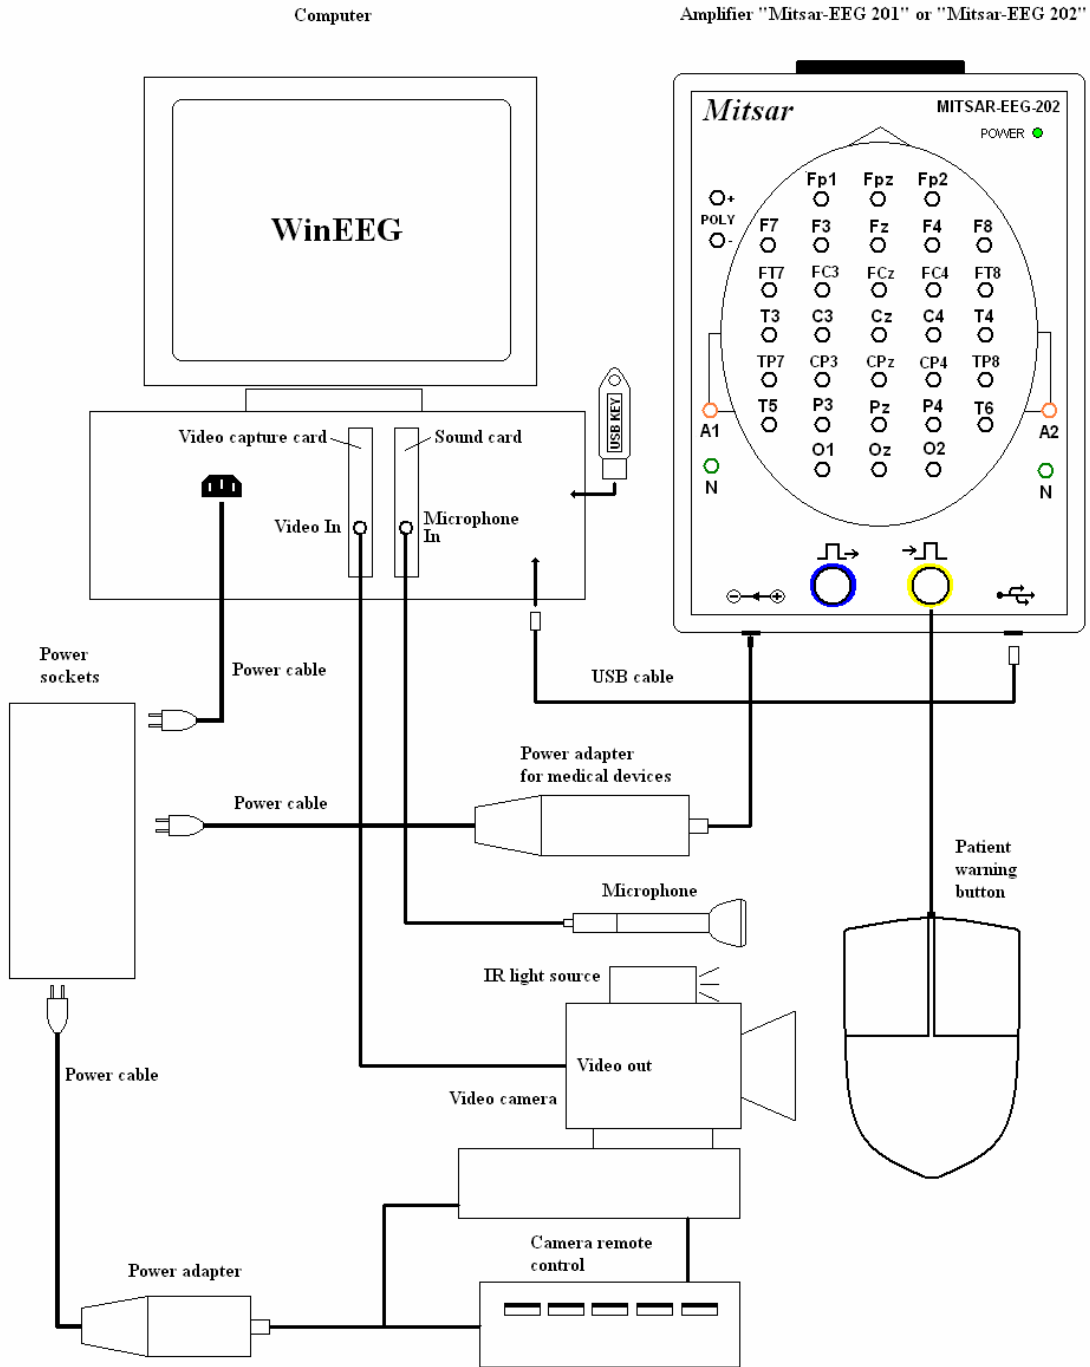 Computer
Amplifier "Mitsar-EEG 201" or "Mitsar-EEG 202"
WinEEG
Mitsar
MITSAR-EEG-202
POWER
Fp1 Fpz Fp2
+
POLY
-
F7 F3 Fz F4 F8
FT7 FC3 FCz FC4 FT8
T3 C3 Cz C4 T4
TP7 CP3 CPz CP4 TP8
T5 P3 Pz P4 T6
A1 A2
O1 Oz O2
N N
USB KEY
Video capture card
Sound card
Video In
Microphone
In
Power
sockets
Power cable
USB cable
Power adapter
for medical devices
Power cable
Patient
warning
button
Microphone
IR light source
Video out
Power cable
Video camera
Camera remote
control
Power adapter